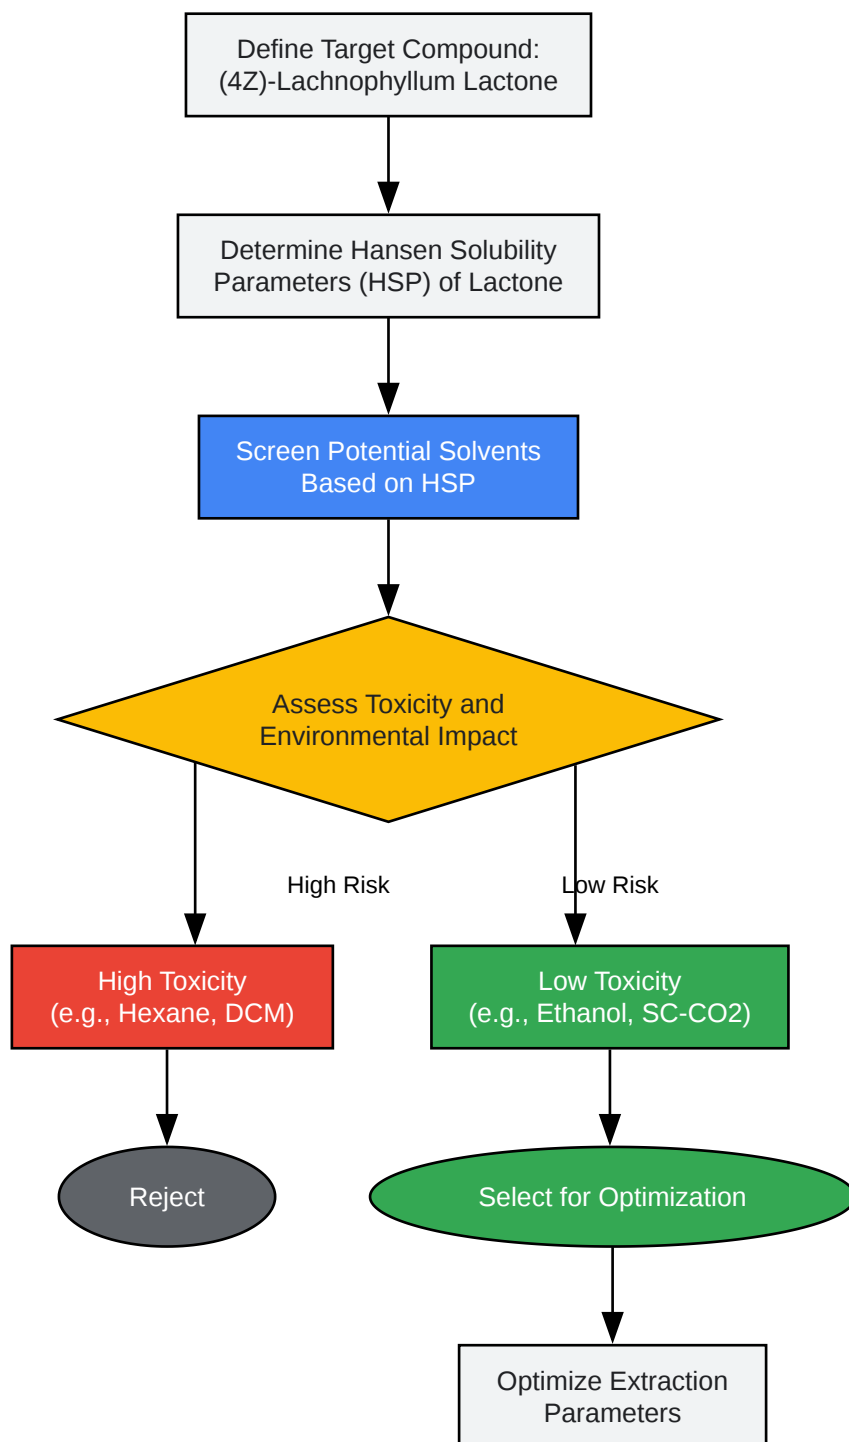 Define Target Compound:
(4Z)-Lachnophyllum Lactone
Determine Hansen Solubility
Parameters (HSP) of Lactone
Screen Potential Solvents
Based on HSP
Assess Toxicity and
Environmental Impact
High Risk
Low Risk
High Toxicity
(e.g., Hexane, DCM)
Low Toxicity
(e.g., Ethanol, SC-CO2)
Reject
Select for Optimization
Optimize Extraction
Parameters